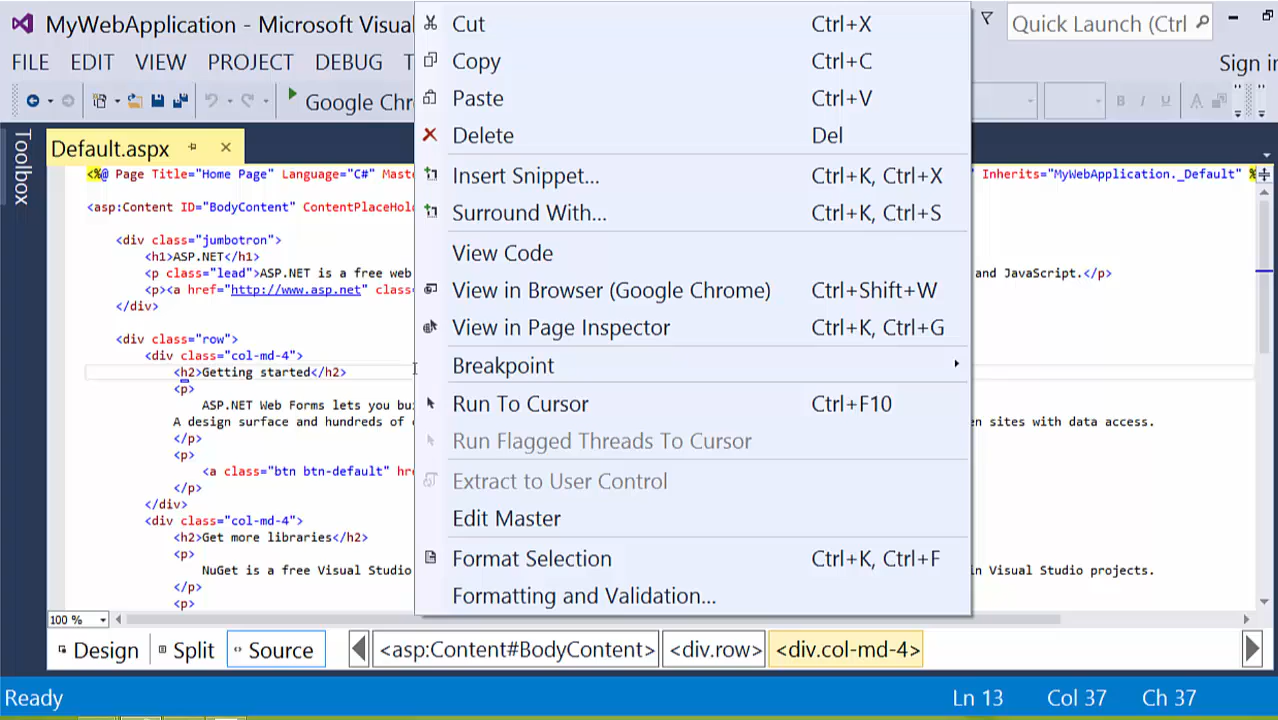 MyWebApplication - Microsoft Visua
Quick Launch (Ctrl
FILE EDIT VIEW PROJECT DEBUG T
Sign in
Google Chr
Toolbox
Default.aspx
<%@ Page Title="Home Page" Language="C#" Maste
" Inherits="MyWebApplication._Default" %
<asp:Content ID="BodyContent" ContentPlaceHol
<div class="jumbotron">
<h1>ASP.NET</h1>
<p class="lead">ASP.NET is a free web
and JavaScript.</p>
<p><a href="http://www.asp.net" class
</div>
<div class="row">
<div class="col-md-4">
<h2>Getting started</h2>
<p>
ASP.NET Web Forms lets you bui
A design surface and hundreds of c
en sites with data access.
</p>
<p>
<a class="btn btn-default" hr
</p>
</div>
<div class="col-md-4">
<h2>Get more libraries</h2>
<p>
NuGet is a free Visual Studio
in Visual Studio projects.
</p>
<p>
Cut Ctrl+X
Copy Ctrl+C
Paste Ctrl+V
Delete Del
Insert Snippet... Ctrl+K, Ctrl+X
Surround With... Ctrl+K, Ctrl+S
View Code
View in Browser (Google Chrome) Ctrl+Shift+W
View in Page Inspector Ctrl+K, Ctrl+G
Breakpoint
Run To Cursor Ctrl+F10
Run Flagged Threads To Cursor
Extract to User Control
Edit Master
Format Selection Ctrl+K, Ctrl+F
Formatting and Validation...
100 %
Design Split Source <asp:Content#BodyContent> <div.row> <div.col-md-4>
Ready Ln 13 Col 37 Ch 37